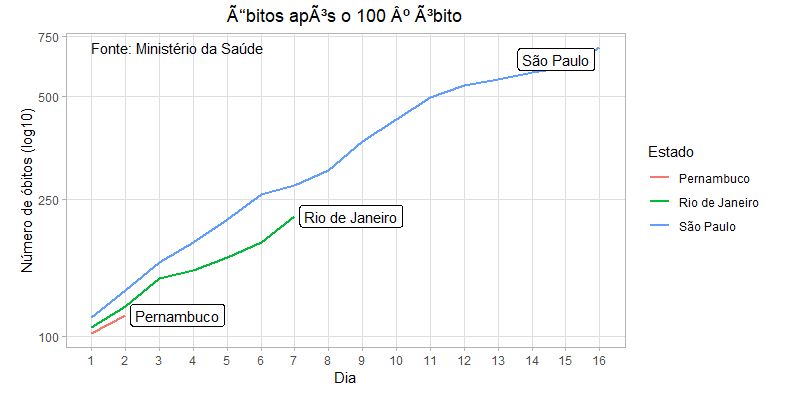 Ã“bitos apÃ³s o 100 Âº Ã³bito
Fonte: Ministério da Saúde
Número de óbitos (log10)
750
500
250
100
São Paulo
Rio de Janeiro
Pernambuco
1 2 3 4 5 6 7 8 9 10 11 12 13 14 15 16
Dia
Estado
Pernambuco
Rio de Janeiro
São Paulo